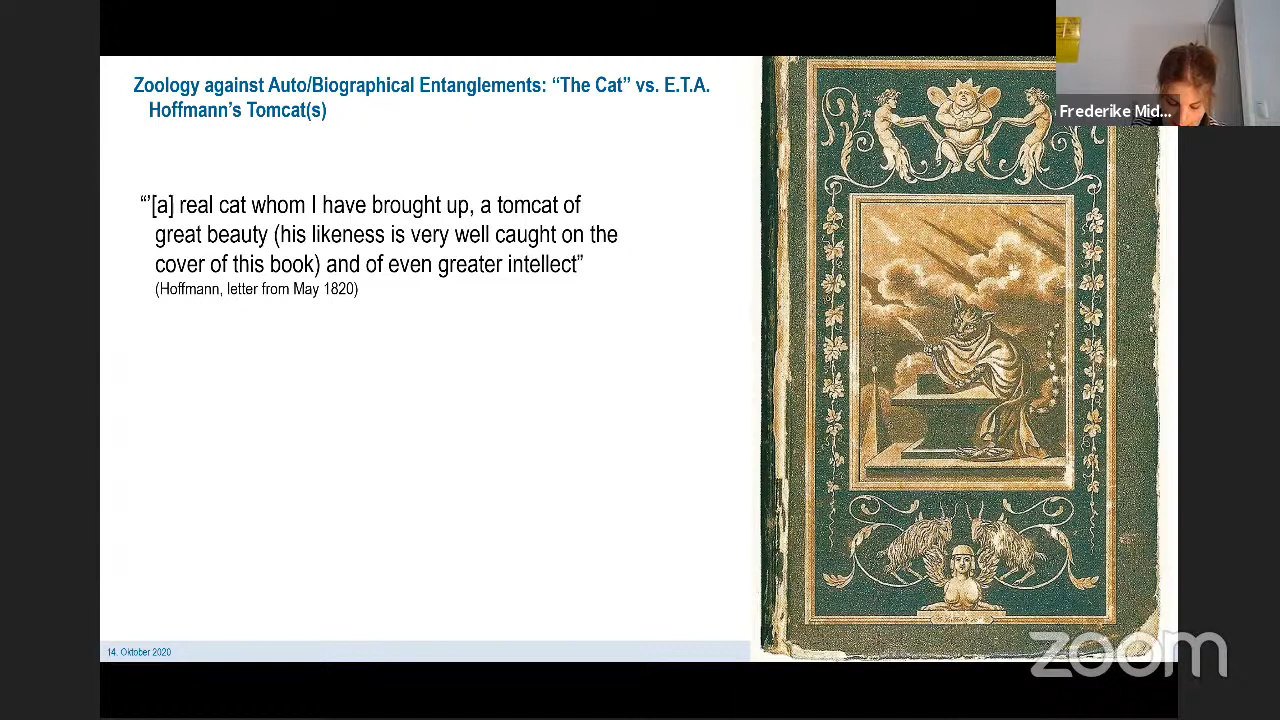 Zoology against Auto/Biographical Entanglements: “The Cat” vs. E.T.A.
Hoffmann’s Tomcat(s)
“’[a] real cat whom I have brought up, a tomcat of
great beauty (his likeness is very well caught on the
cover of this book) and of even greater intellect”
(Hoffmann, letter from May 1820)
14. Oktober 2020
Frederike Mid...
zoom